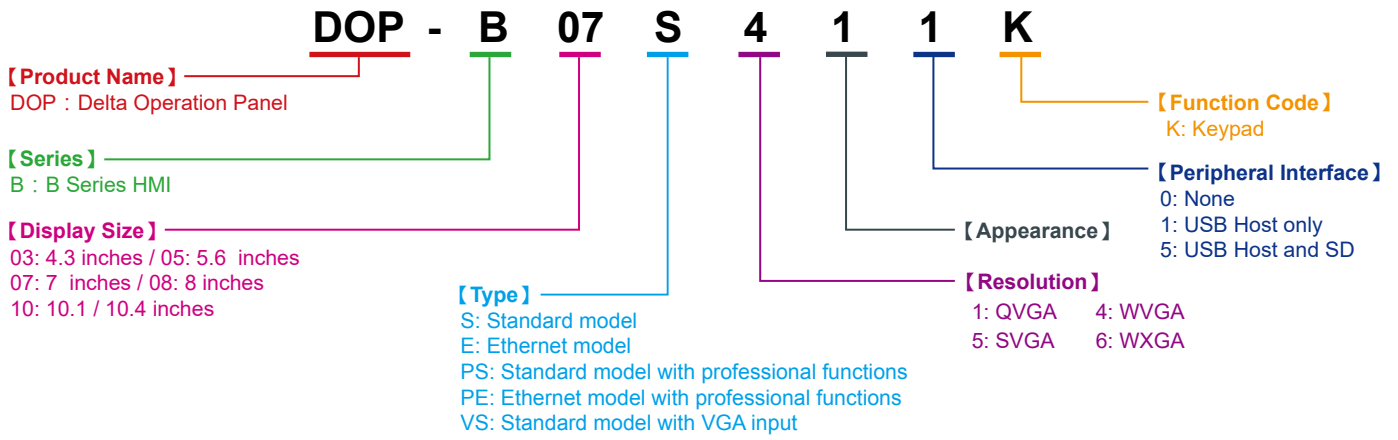 DOP - B 07 S 4 1 1 K
【Product Name】
DOP：Delta Operation Panel
【Series】
B：B Series HMI
【Display Size】
03: 4.3 inches / 05: 5.6 inches
07: 7 inches / 08: 8 inches
10: 10.1 / 10.4 inches
【Type】
S: Standard model
E: Ethernet model
PS: Standard model with professional functions
PE: Ethernet model with professional functions
VS: Standard model with VGA input
【Resolution】
1: QVGA 4: WVGA
5: SVGA 6: WXGA
【Appearance】
【Peripheral Interface】
0: None
1: USB Host only
5: USB Host and SD
【Function Code】
K: Keypad